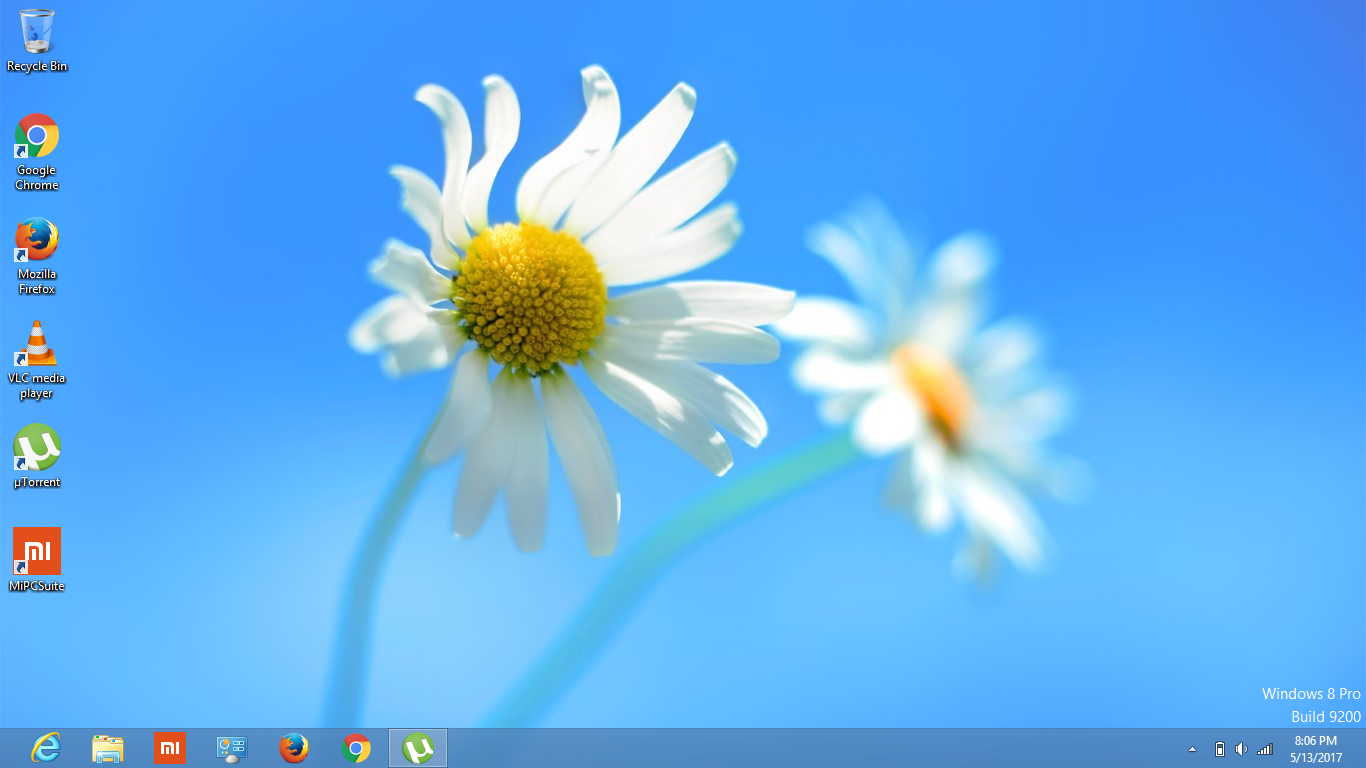 Recycle Bin
Google
Chrome
Mozilla
Firefox
VLC media
player
µTorrent
MiPCSuite
Windows 8 Pro
Build 9200
8:06 PM
5/13/2017